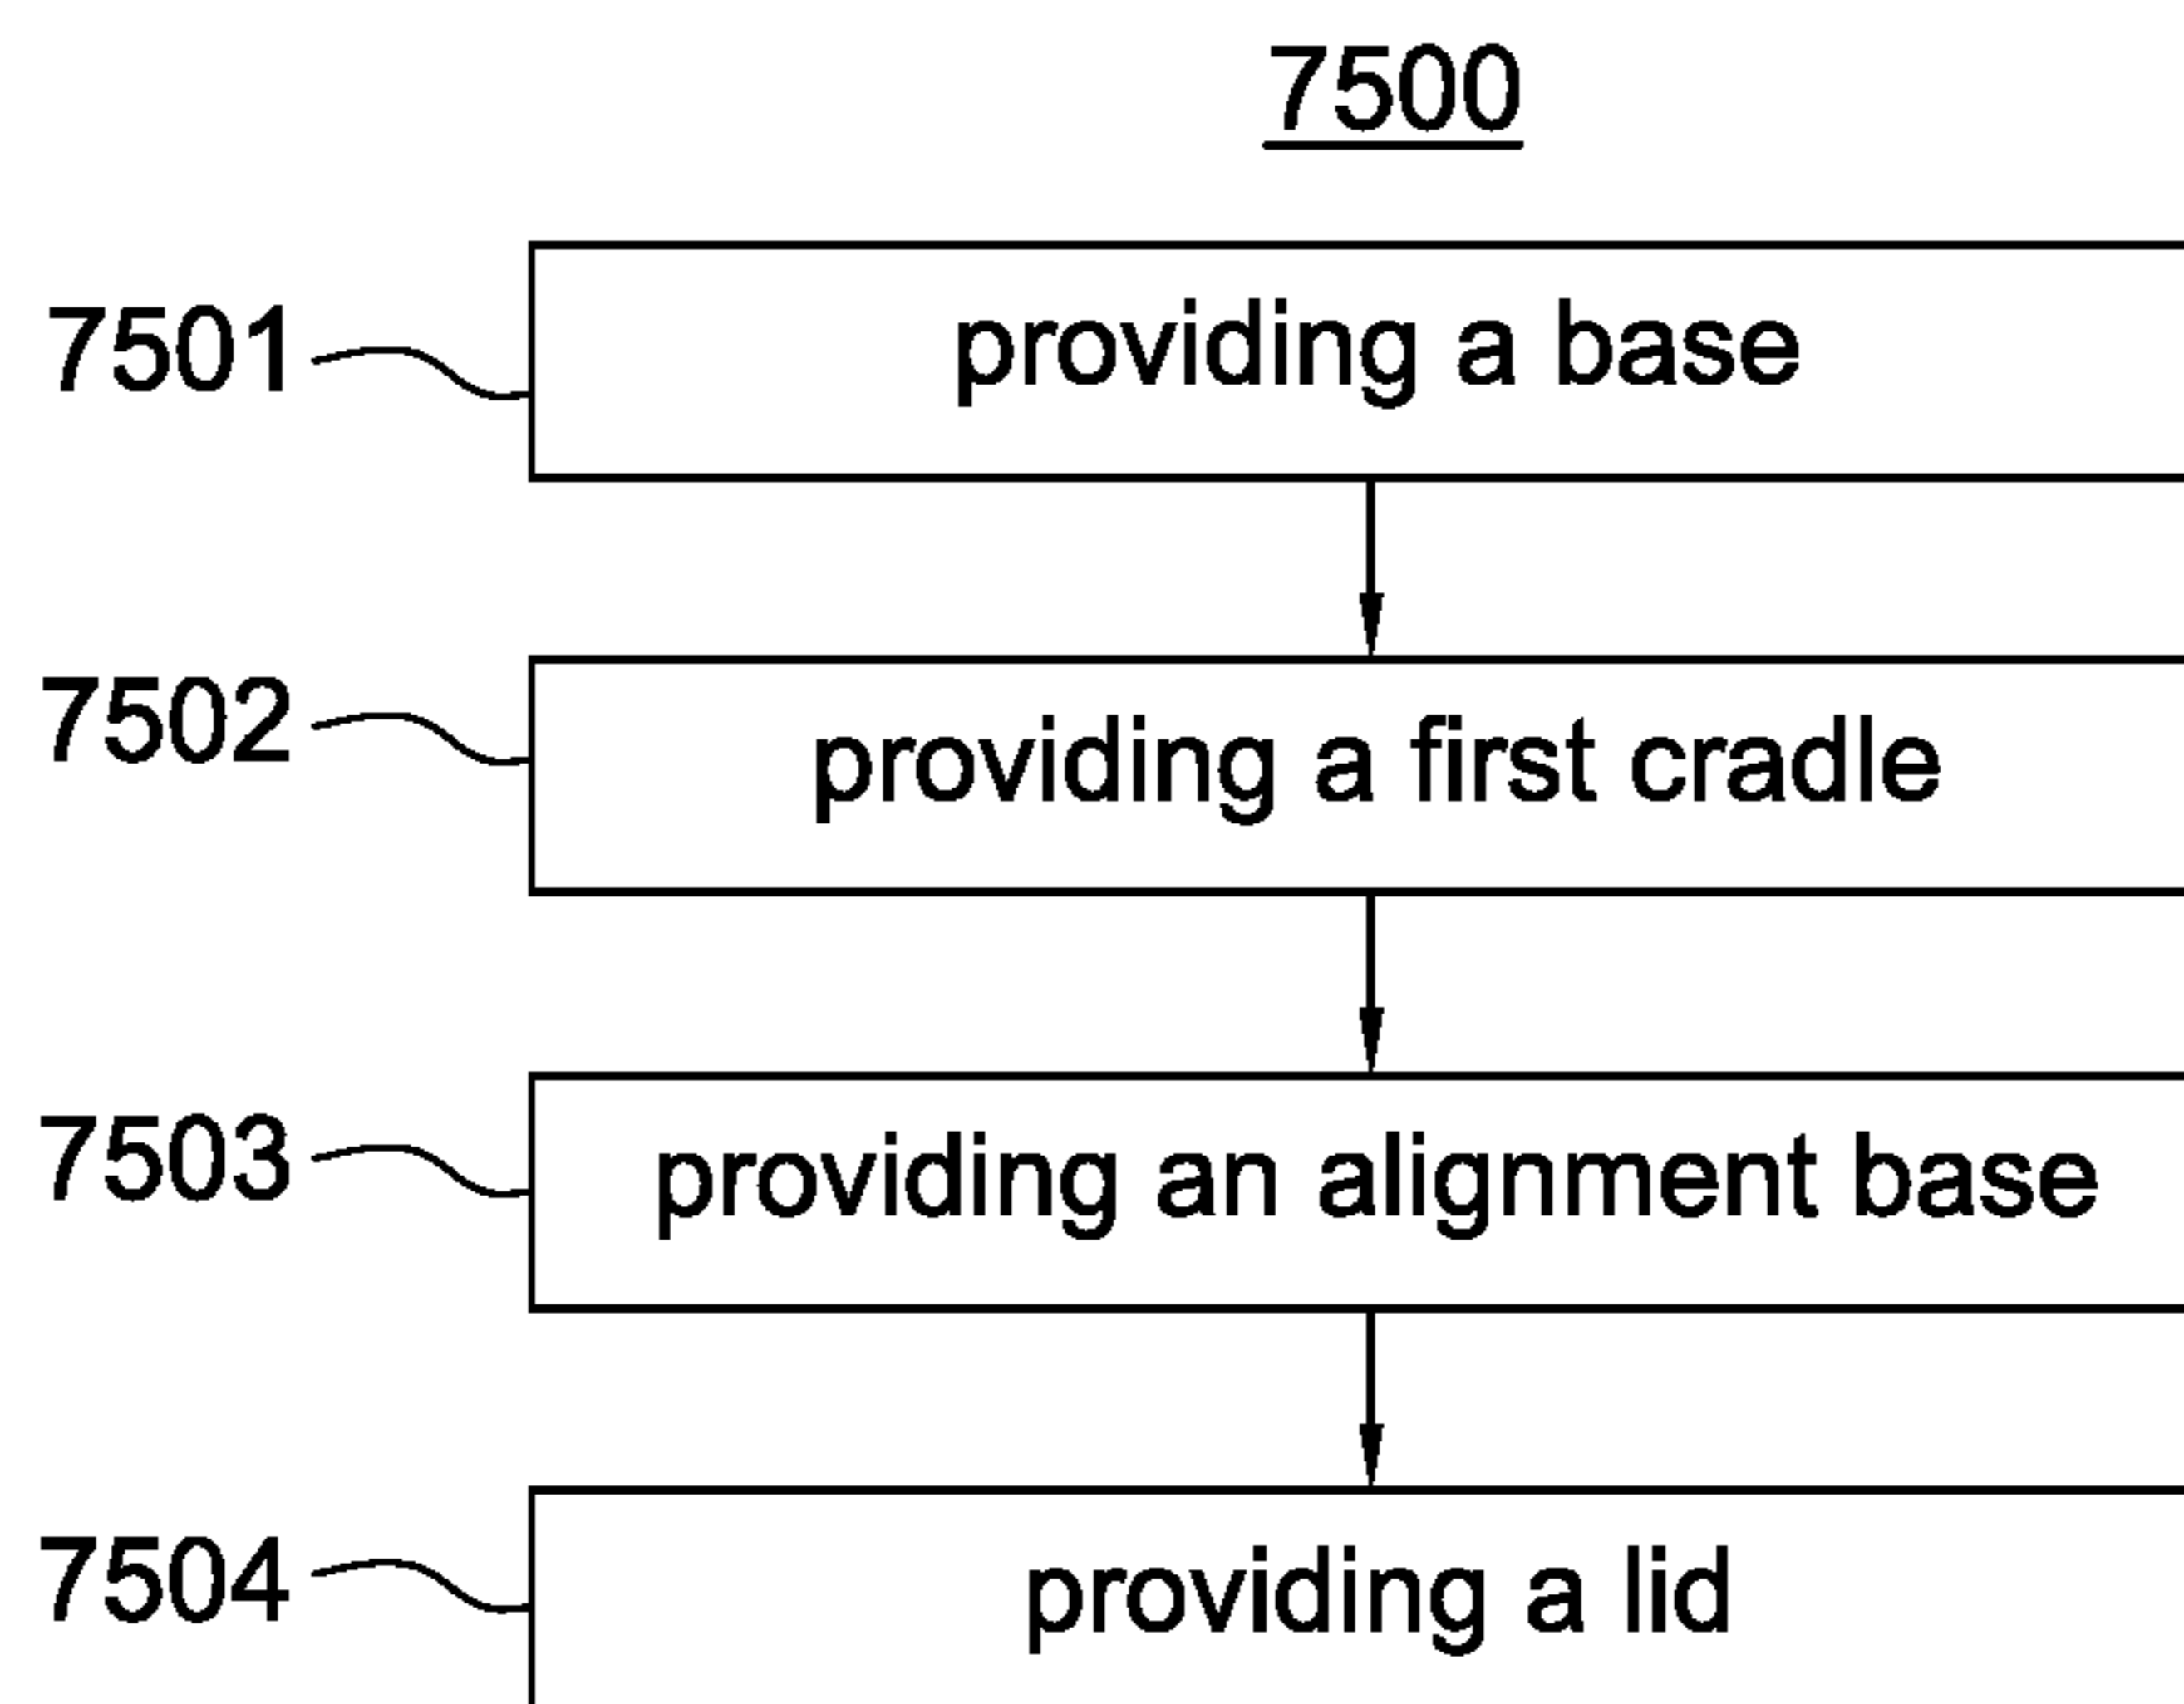 7500
7501 providing a base
7502 providing a first cradle
7503 providing an alignment base
7504 providing a lid